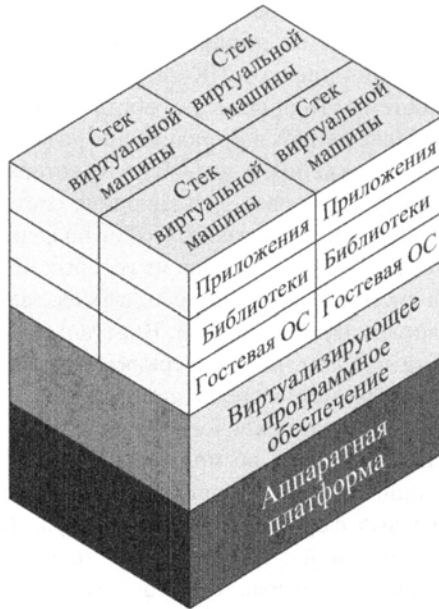 Стек
виртуальной
машины
Стек
виртуальной
машины
Стек
виртуальной
машины
Стек
виртуальной
машины
Приложения
Приложения
Библиотеки
Библиотеки
Гостевая ОС
Гостевая ОС
Виртуализирующее
программное
обеспечение
Аппаратная
платформа